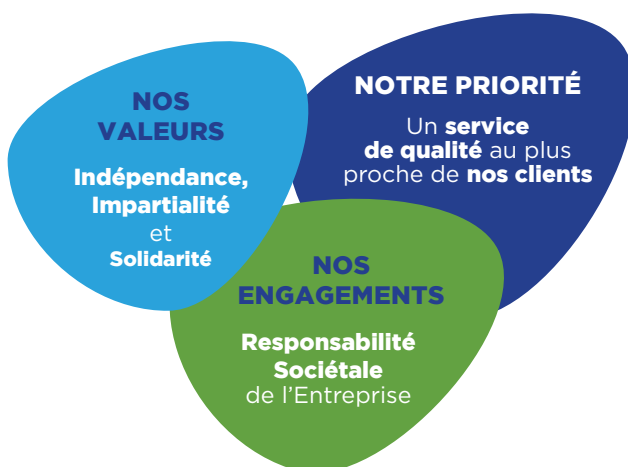 NOS
VALEURS
Indépendance,
Impartialité
et
Solidarité
NOTRE PRIORITÉ
Un service
de qualité au plus
proche de nos clients
NOS
ENGAGEMENTS
Responsabilité
Sociétale
de l'Entreprise